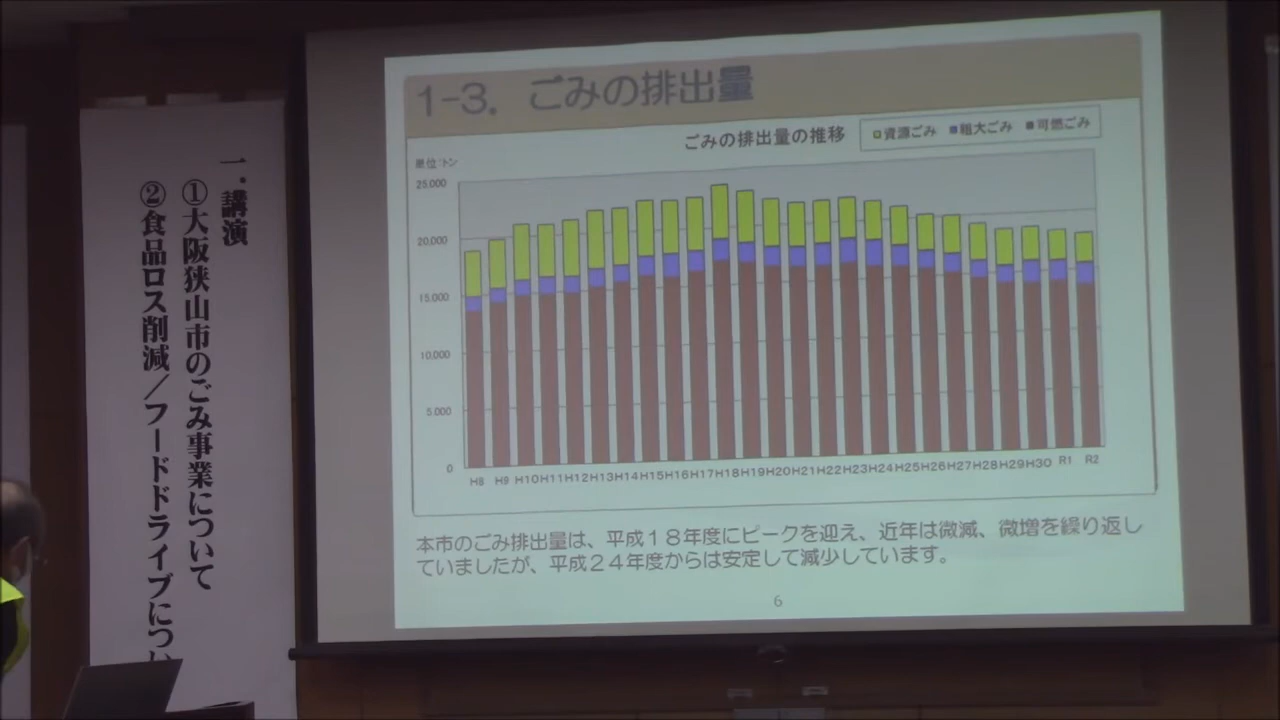 一．講演
①大阪狭山市のごみ事業について
②食品ロス削減／フードドライブについ
1-3．ごみの排出量
ごみの排出量の推移
資源ごみ 粗大ごみ 可燃ごみ
単位:トン
25,000
20,000
15,000
10,000
5,000
0
H8 H9 H10 H11 H12 H13 H14 H15 H16 H17 H18 H19 H20 H21 H22 H23 H24 H25 H26 H27 H28 H29 H30 R1 R2
本市のごみ排出量は、平成１８年度にピークを迎え、近年は微減、微増を繰り返し
ていましたが、平成２４年度からは安定して減少しています。
6